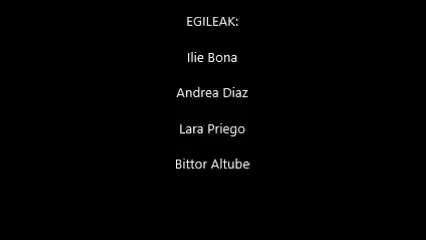 EGILEAK:
Ilie Bona
Andrea Diaz
Lara Priego
Bittor Altube